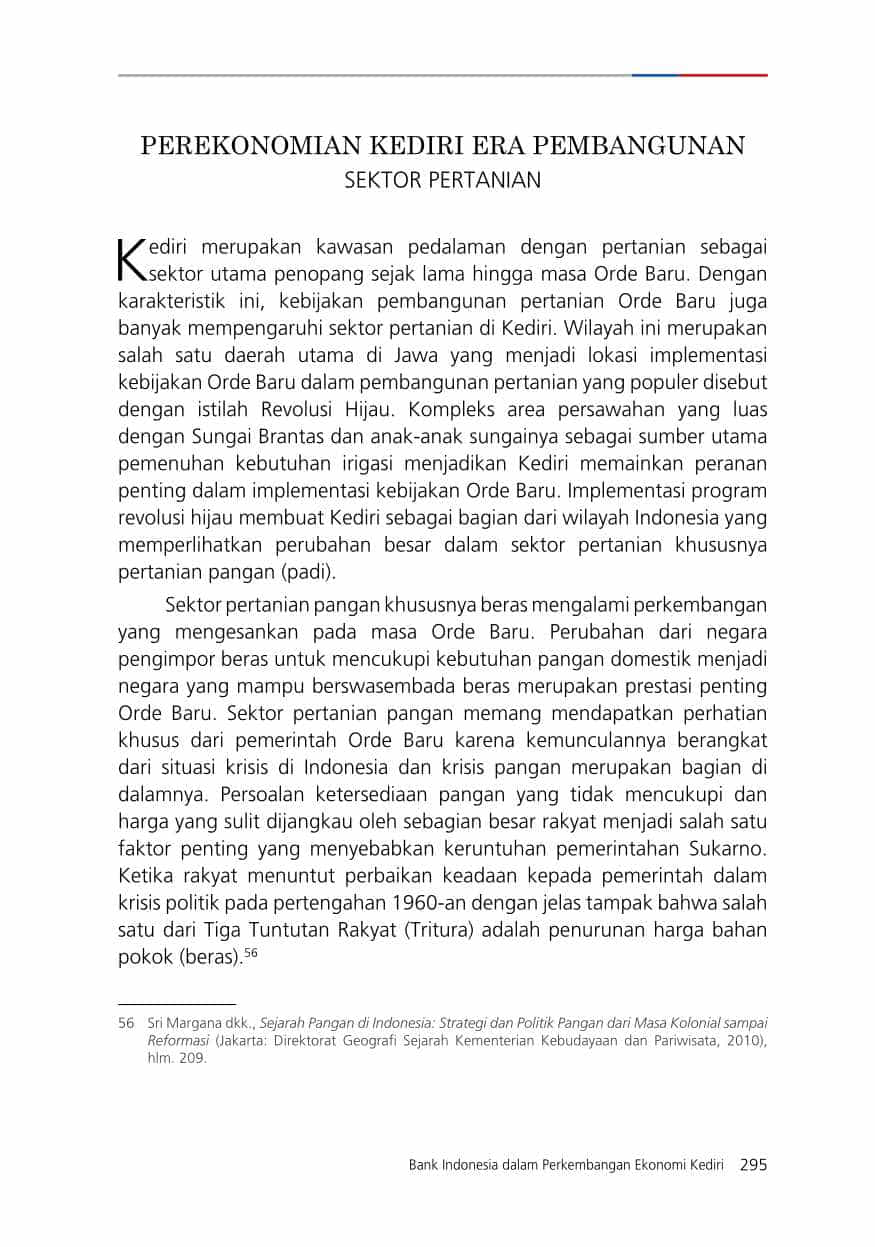 PEREKONOMIAN KEDIRI ERA PEMBANGUNAN
SEKTOR PERTANIAN
Kediri merupakan kawasan pedalaman dengan pertanian sebagai
sektor utama penopang sejak lama hingga masa Orde Baru. Dengan
karakteristik ini, kebijakan pembangunan pertanian Orde Baru juga
banyak mempengaruhi sektor pertanian di Kediri. Wilayah ini merupakan
salah satu daerah utama di Jawa yang menjadi lokasi implementasi
kebijakan Orde Baru dalam pembangunan pertanian yang populer disebut
dengan istilah Revolusi Hijau. Kompleks area persawahan yang luas
dengan Sungai Brantas dan anak-anak sungainya sebagai sumber utama
pemenuhan kebutuhan irigasi menjadikan Kediri memainkan peranan
penting dalam implementasi kebijakan Orde Baru. Implementasi program
revolusi hijau membuat Kediri sebagai bagian dari wilayah Indonesia yang
memperlihatkan perubahan besar dalam sektor pertanian khususnya
pertanian pangan (padi).
Sektor pertanian pangan khususnya beras mengalami perkembangan
yang mengesankan pada masa Orde Baru. Perubahan dari negara
pengimpor beras untuk mencukupi kebutuhan pangan domestik menjadi
negara yang mampu berswasembada beras merupakan prestasi penting
Orde Baru. Sektor pertanian pangan memang mendapatkan perhatian
khusus dari pemerintah Orde Baru karena kemunculannya berangkat
dari situasi krisis di Indonesia dan krisis pangan merupakan bagian di
dalamnya. Persoalan ketersediaan pangan yang tidak mencukupi dan
harga yang sulit dijangkau oleh sebagian besar rakyat menjadi salah satu
faktor penting yang menyebabkan keruntuhan pemerintahan Sukarno.
Ketika rakyat menuntut perbaikan keadaan kepada pemerintah dalam
krisis politik pada pertengahan 1960-an dengan jelas tampak bahwa salah
satu dari Tiga Tuntutan Rakyat (Tritura) adalah penurunan harga bahan
pokok (beras).56
56 Sri Margana dkk., Sejarah Pangan di Indonesia: Strategi dan Politik Pangan dari Masa Kolonial sampai
Reformasi (Jakarta: Direktorat Geografi Sejarah Kementerian Kebudayaan dan Pariwisata, 2010),
hlm. 209.
Bank Indonesia dalam Perkembangan Ekonomi Kediri 295